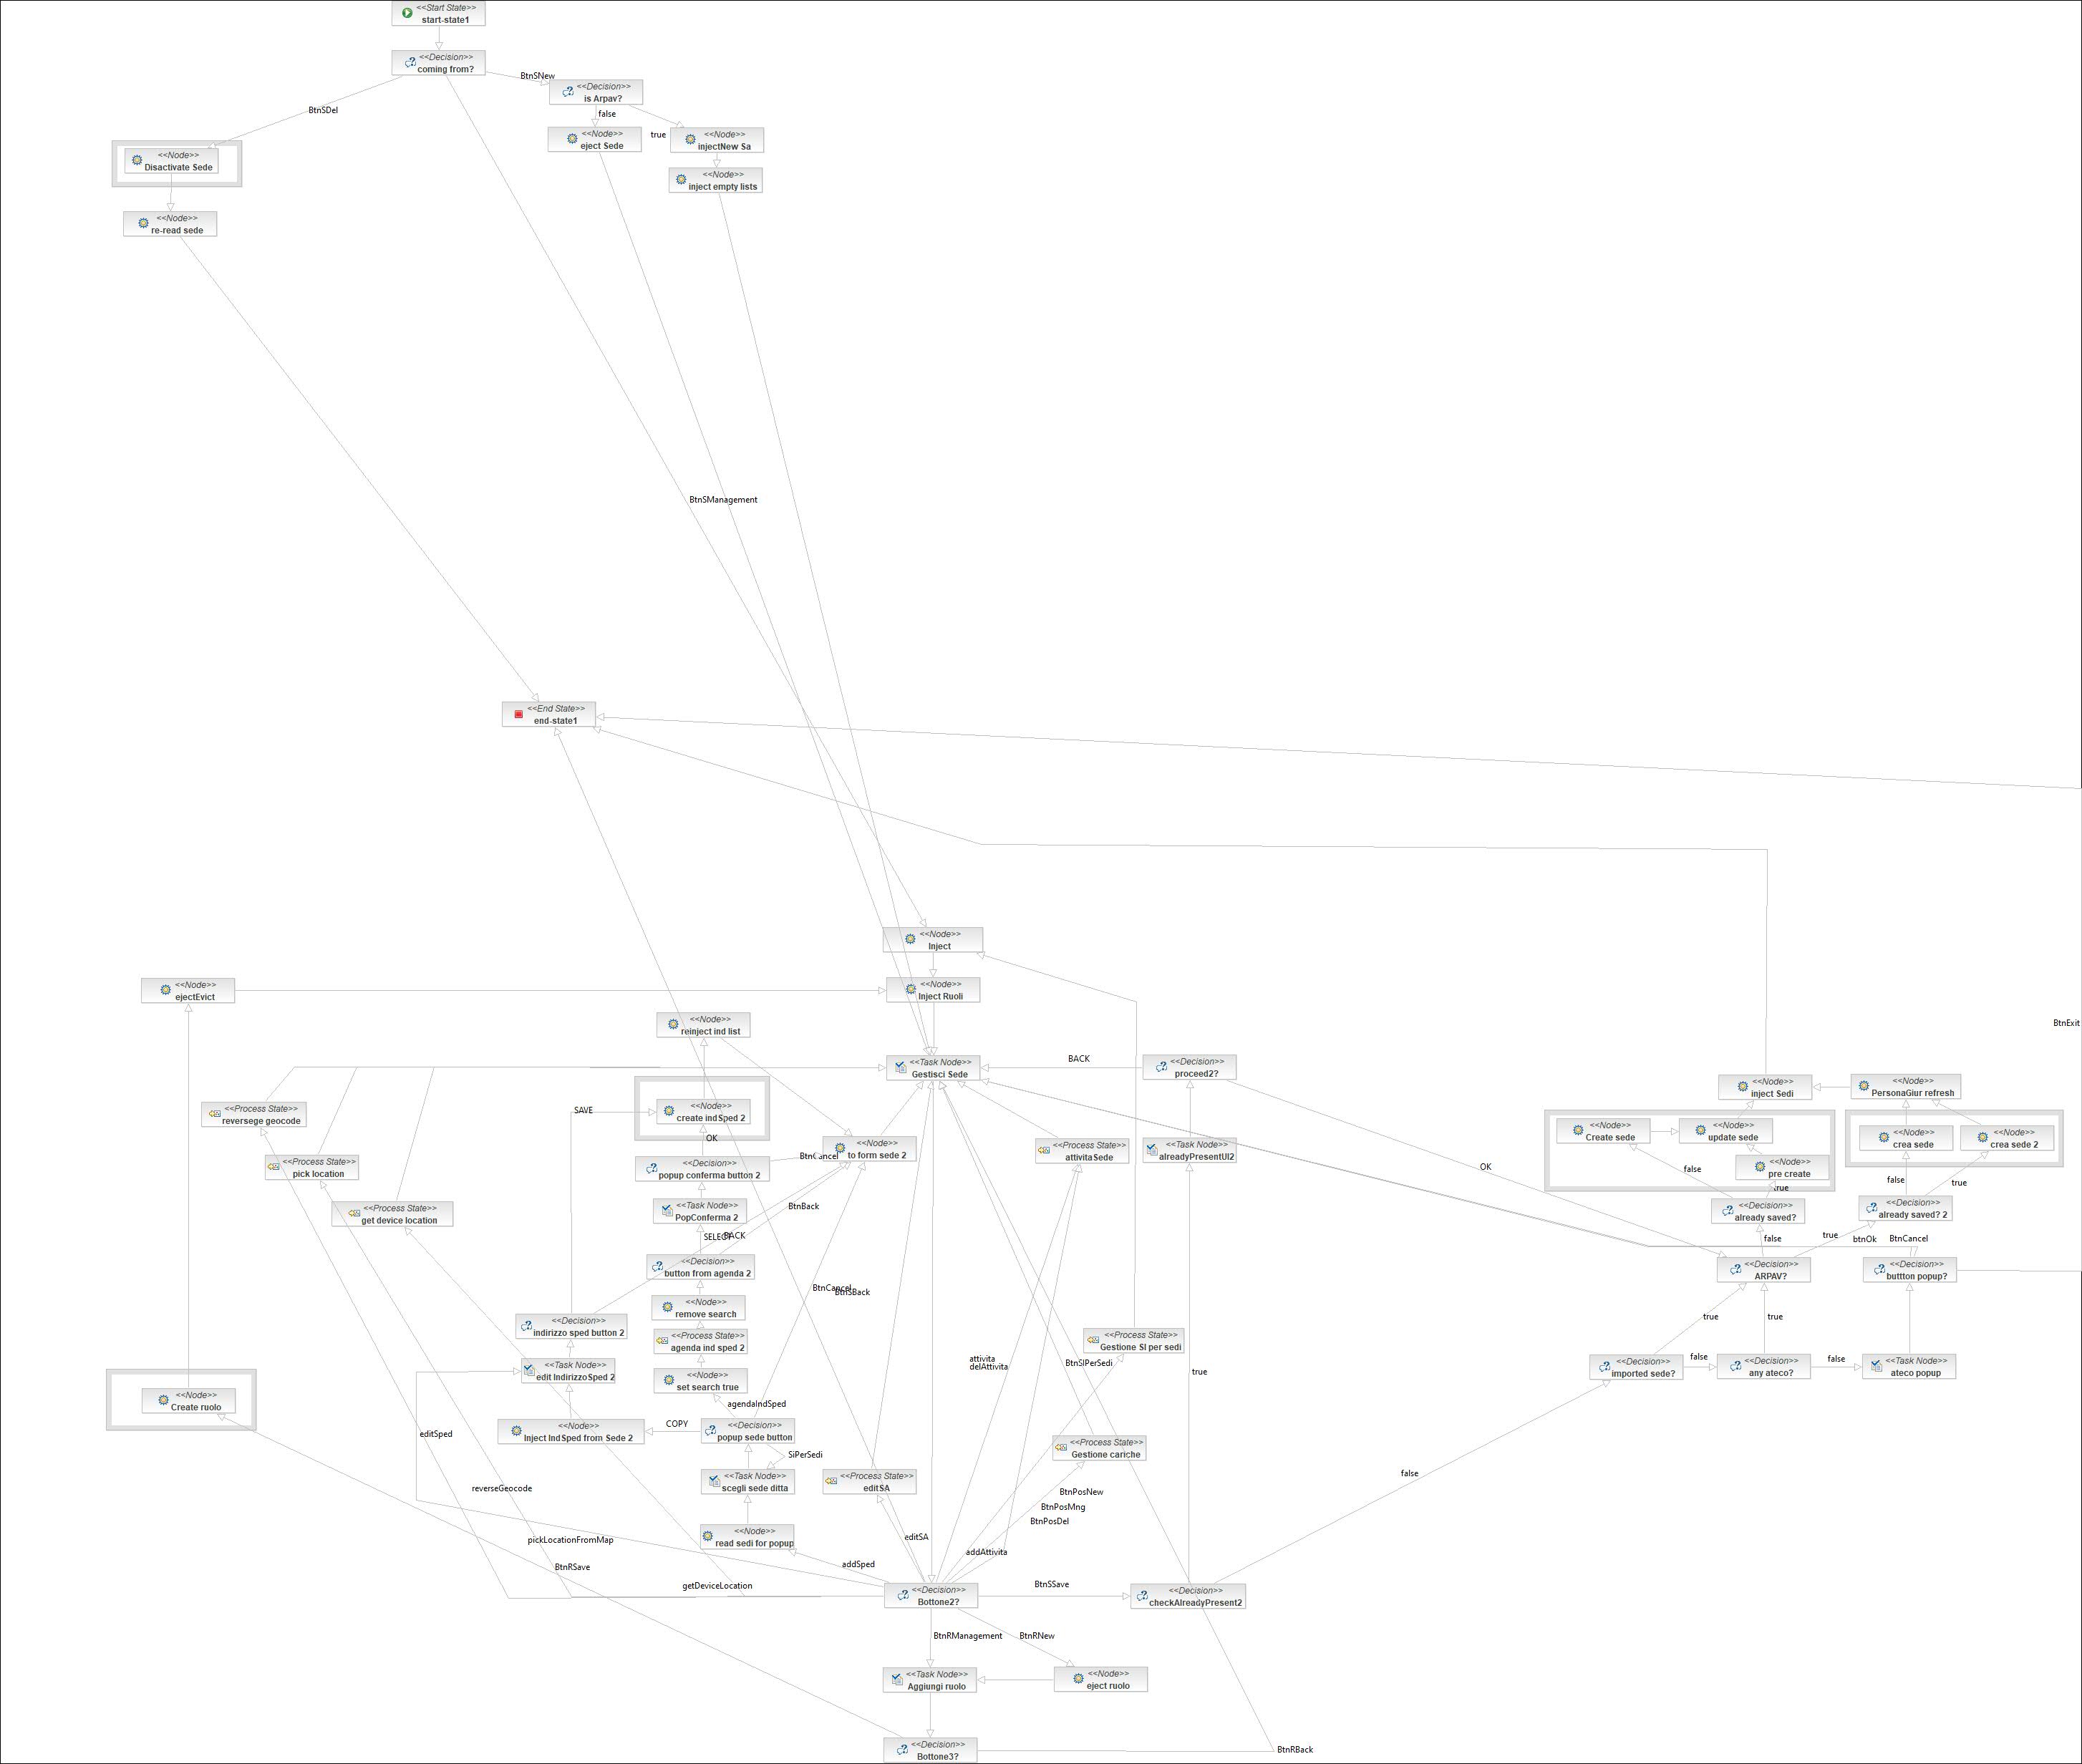 <<Start State>>
start-state1
<<Decision>>
coming from?
BtnSNew
<<Decision>>
is Arpav?
BtnSDel
false
true
<<Node>>
eject Sede
<<Node>>
injectNew Sa
<<Node>>
Disactivate Sede
<<Node>>
inject empty lists
<<Node>>
re-read sede
BtnSManagement
<<End State>>
end-state1
<<Node>>
Inject
<<Node>>
ejectEvict
<<Node>>
Inject Ruoli
<<Node>>
reinject ind list
BtnExit
<<Task Node>>
Gestisci Sede
BACK
<<Decision>>
proceed2?
<<Node>>
inject Sedi
<<Node>>
PersonaGiur refresh
<<Process State>>
reversege geocode
SAVE
<<Node>>
create indSped 2
OK
<<Node>>
to form sede 2
<<Process State>>
attivitaSede
<<Task Node>>
alreadyPresentUI2
<<Node>>
Create sede
<<Node>>
update sede
<<Node>>
crea sede
<<Node>>
crea sede 2
<<Process State>>
pick location
BtnCancel
<<Decision>>
popup conferma button 2
OK
false
<<Node>>
pre create
true
false
true
<<Process State>>
get device location
<<Task Node>>
PopConferma 2
BtnBack
<<Decision>>
already saved?
<<Decision>>
already saved? 2
SELECT
BACK
false
true
btnOk
BtnCancel
<<Decision>>
button from agenda 2
<<Decision>>
ARPAV?
<<Decision>>
buttton popup?
BtnCancel
BtnSBack
<<Node>>
remove search
<<Decision>>
indirizzo sped button 2
<<Process State>>
agenda ind sped 2
<<Process State>>
Gestione SI per sedi
true
true
<<Task Node>>
edit IndirizzoSped 2
<<Node>>
set search true
attivita
delAttivita
BtnSIPerSedi
true
<<Decision>>
imported sede?
false
<<Decision>>
any ateco?
false
<<Task Node>>
ateco popup
<<Node>>
Create ruolo
agendaIndSped
editSped
<<Node>>
Inject IndSped from Sede 2
COPY
<<Decision>>
popup sede button
SiPerSedi
<<Process State>>
Gestione cariche
<<Task Node>>
scegli sede ditta
<<Process State>>
editSA
false
reverseGeocode
BtnPosNew
BtnPosMng
BtnPosDel
<<Node>>
read sedi for popup
editSA
pickLocationFromMap
addAttivita
BtnRSave
addSped
getDeviceLocation
<<Decision>>
Bottone2?
BtnSSave
<<Decision>>
checkAlreadyPresent2
BtnRManagement
BtnRNew
<<Task Node>>
Aggiungi ruolo
<<Node>>
eject ruolo
<<Decision>>
Bottone3?
BtnRBack